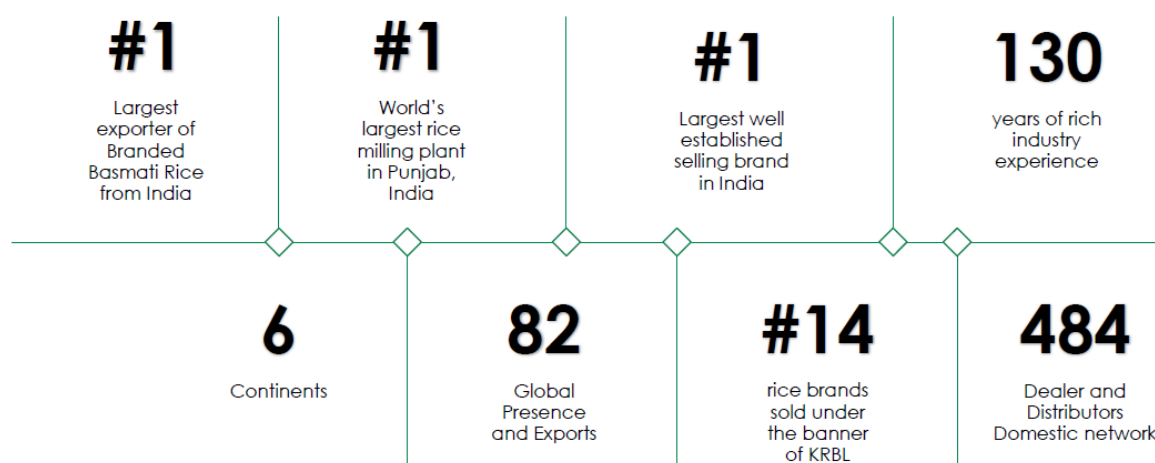 #1
Largest
exporter of
Branded
Basmati Rice
from India
#1
World's
largest rice
milling plant
in Punjab,
India
#1
Largest well
established
selling brand
in India
130
years of rich
industry
experience
6
Continents
82
Global
Presence
and Exports
#14
rice brands
sold under
the banner
of KRBL
484
Dealer and
Distributors
Domestic network